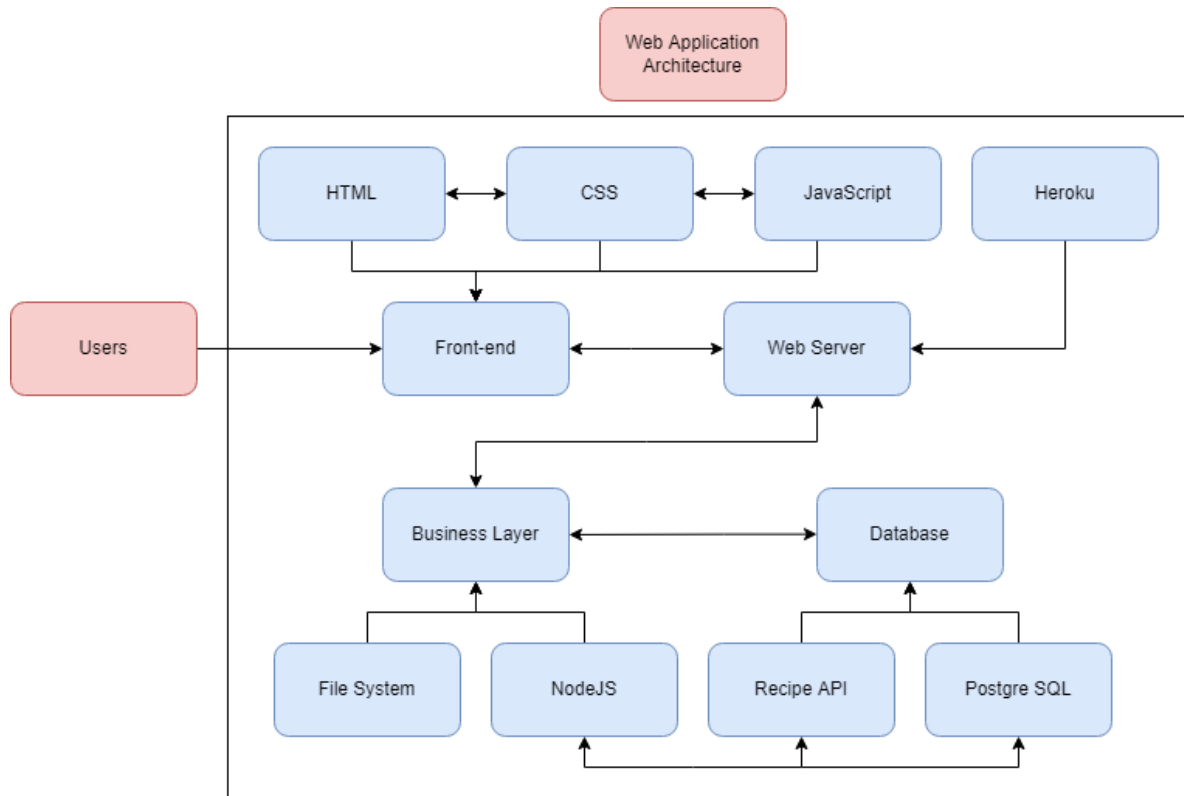 Web Application
Architecture
HTML
CSS
JavaScript
Heroku
Users
Front-end
Web Server
Business Layer
Database
File System
NodeJS
Recipe API
Postgre SQL